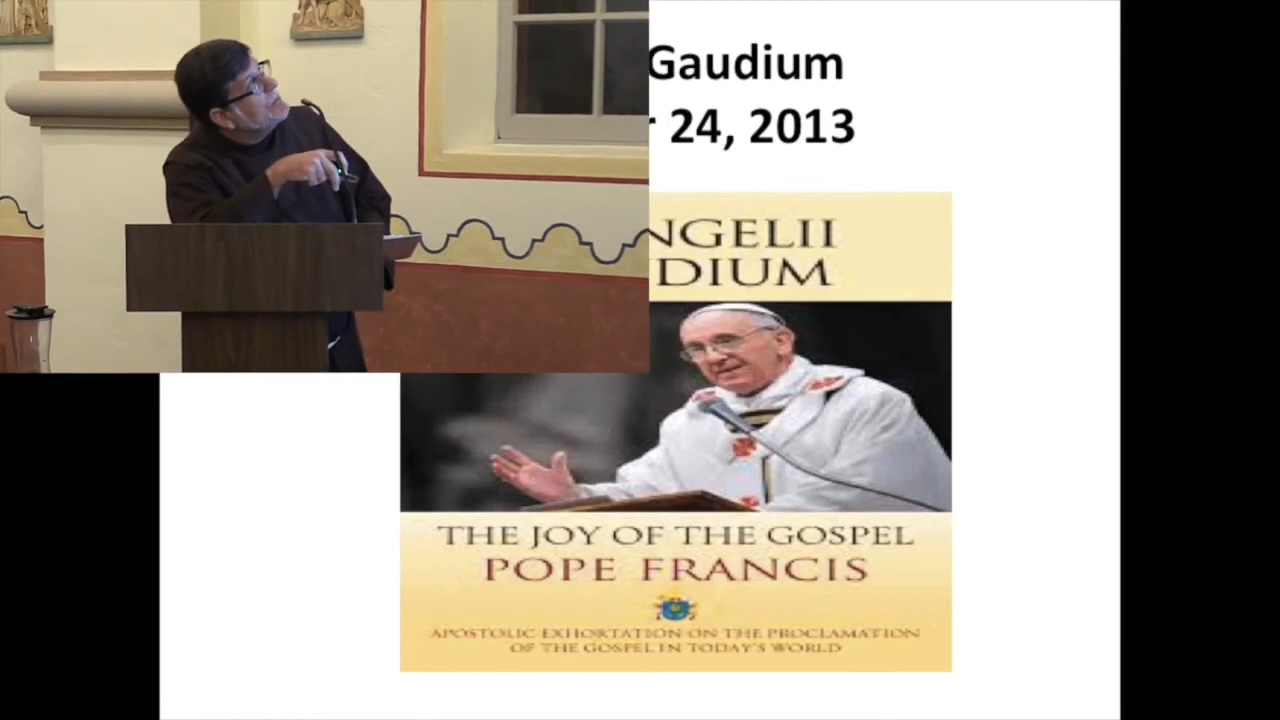 Gaudium
24, 2013
NGELII
DIUM
THE JOY OF THE GOSPEL
POPE FRANCIS
APOSTOLIC EXHORTATION ON THE PROCLAMATION
OF THE GOSPEL IN TODAY'S WORLD